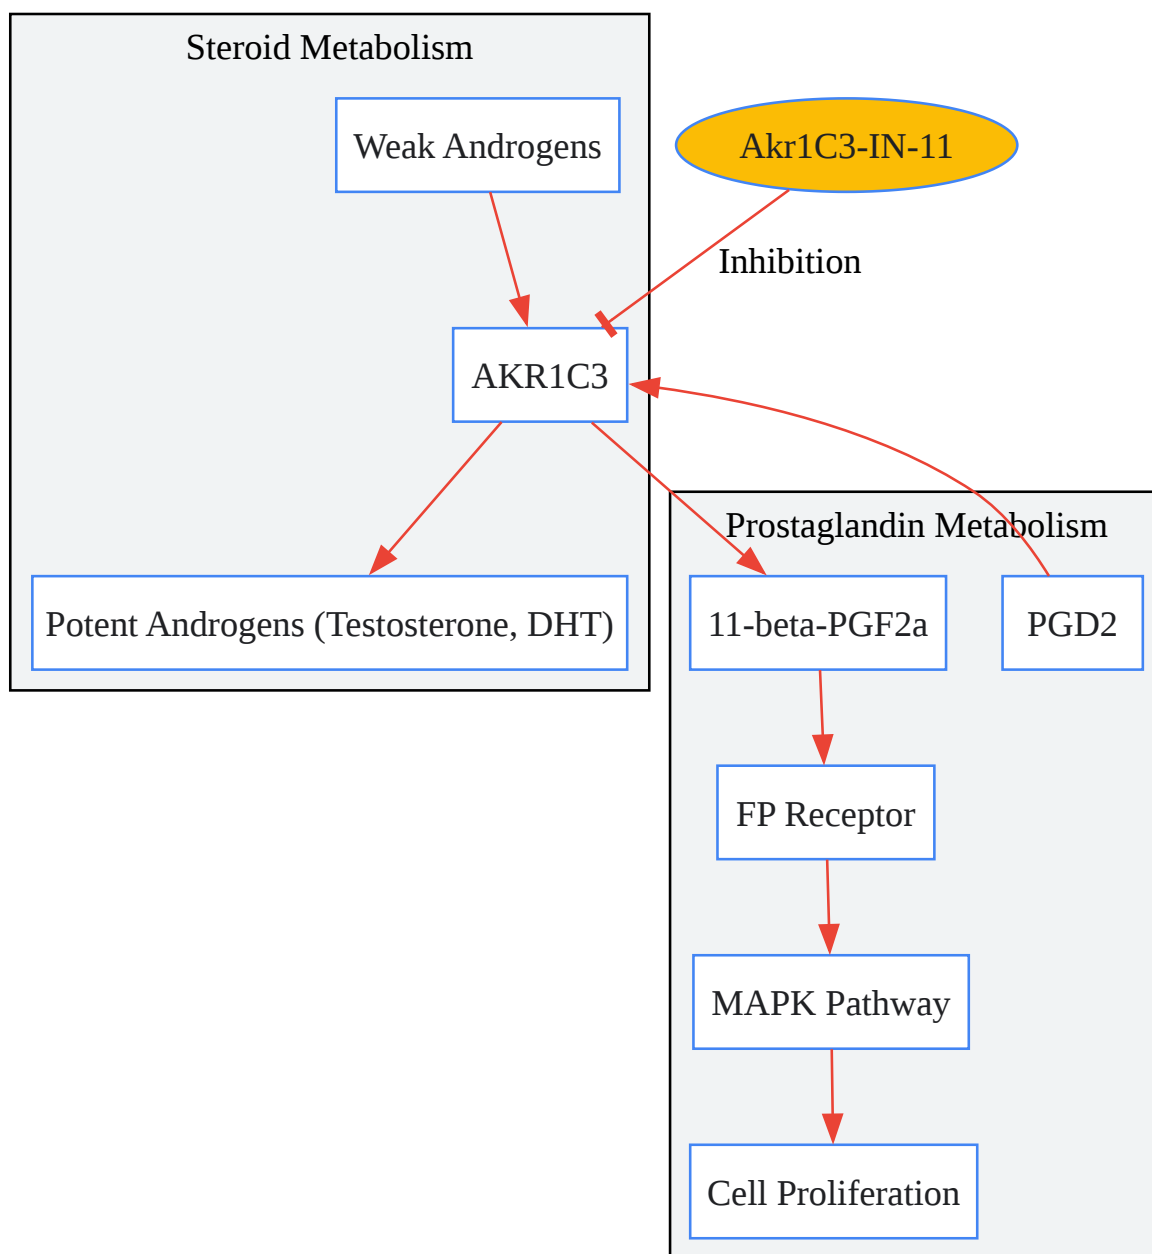 Steroid Metabolism
Weak Androgens
Akr1C3-IN-11
Inhibition
AKR1C3
Prostaglandin Metabolism
Potent Androgens (Testosterone, DHT)
11-beta-PGF2a
PGD2
FP Receptor
MAPK Pathway
Cell Proliferation